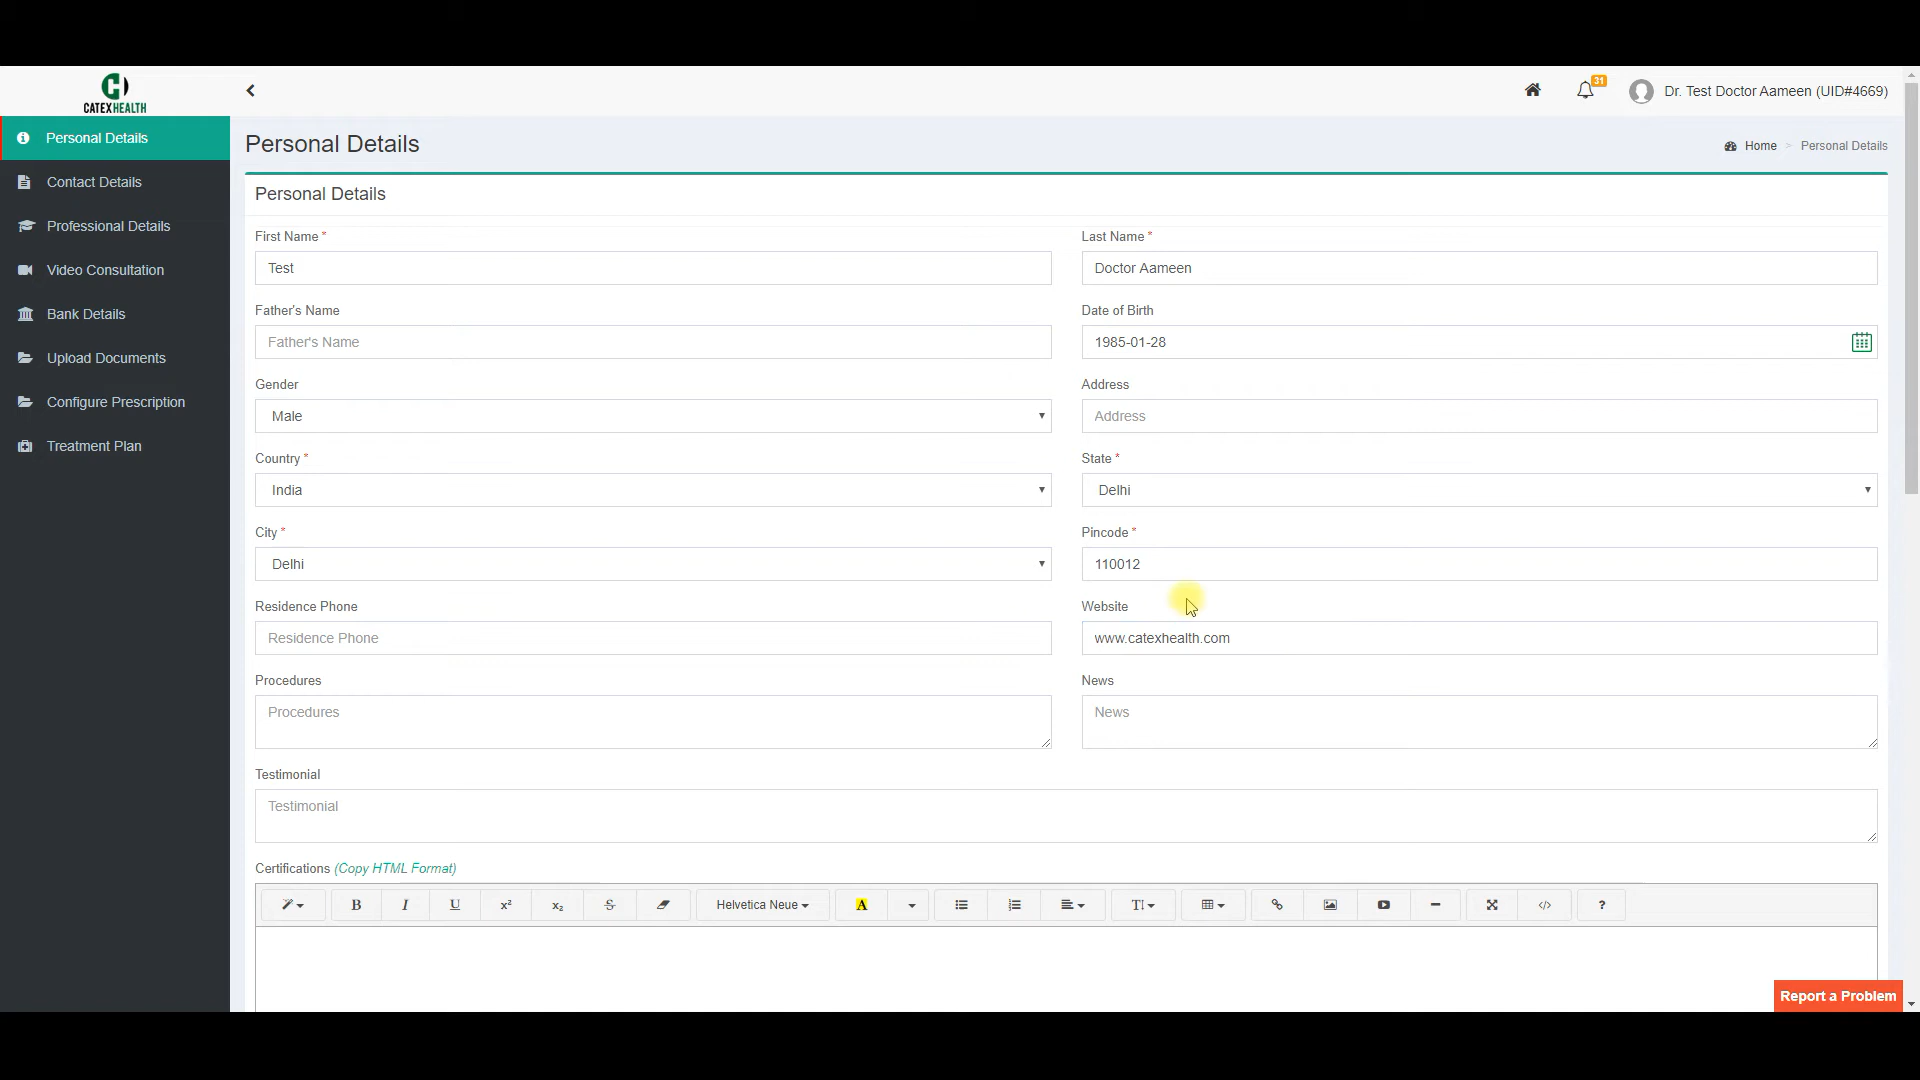 CATEXHEALTH
31
Dr. Test Doctor Aameen (UID#4669)
Personal Details
Contact Details
Professional Details
Video Consultation
Bank Details
Upload Documents
Configure Prescription
Treatment Plan
Personal Details
Home > Personal Details
Personal Details
First Name *
Last Name *
Test
Doctor Aameen
Father's Name
Date of Birth
Father's Name
1985-01-28
Gender
Address
Male
Address
Country *
State *
India
Delhi
City *
Pincode *
Delhi
110012
Residence Phone
Website
Residence Phone
www.catexhealth.com
Procedures
News
Procedures
News
Testimonial
Testimonial
Certifications (Copy HTML Format)
B I U x² x₂ S Helvetica Neue A T! </> ?
Report a Problem